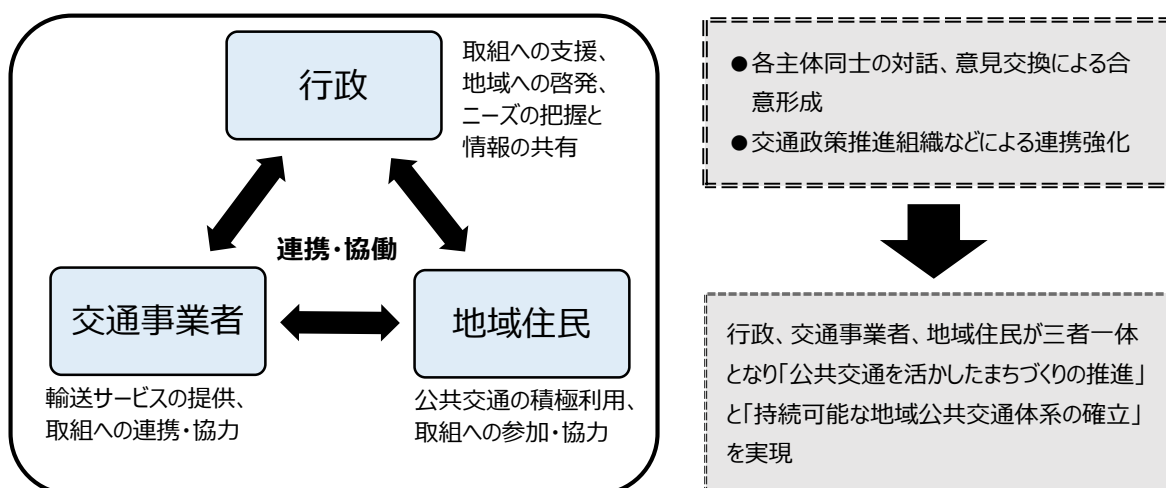 行政
取組への支援、
地域への啓発、
ニーズの把握と
情報の共有
連携・協働
交通事業者
輸送サービスの提供、
取組への連携・協力
地域住民
公共交通の積極利用、
取組への参加・協力
●各主体同士の対話、意見交換による合
意形成
●交通政策推進組織などによる連携強化
行政、交通事業者、地域住民が三者一体
となり「公共交通を活かしたまちづくりの推進」
と「持続可能な地域公共交通体系の確立」
を実現